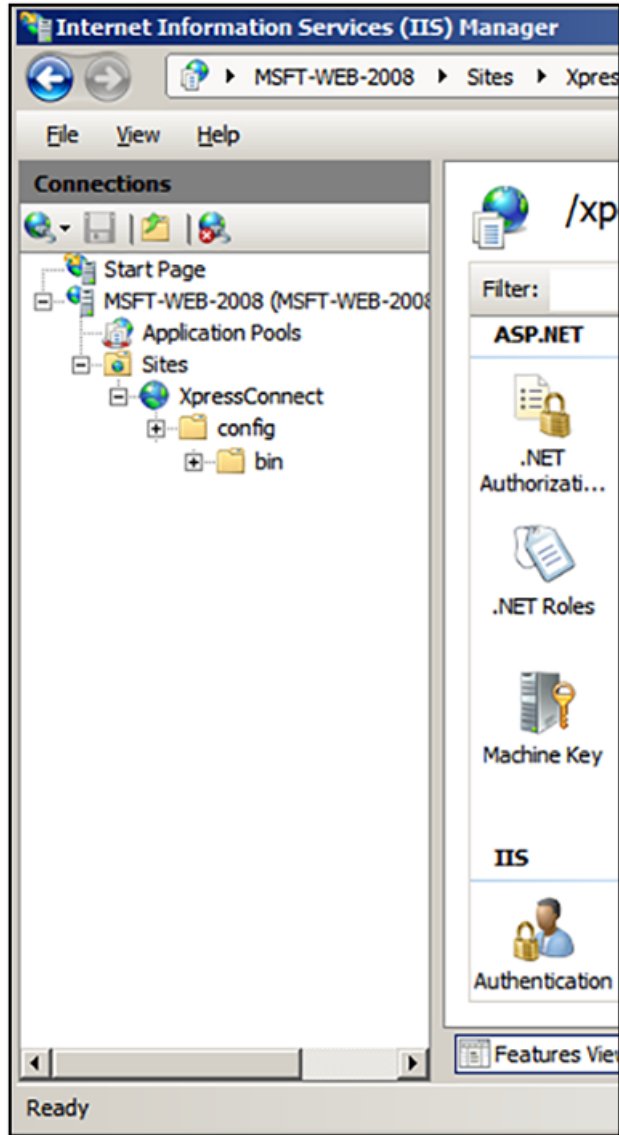 Internet Information Services (IIS) Manager
MSFT-WEB-2008 Sites Xpres
File View Help
Connections
Start Page
MSFT-WEB-2008 (MSFT-WEB-2008
Application Pools
Sites
XpressConnect
config
bin
/xp
Filter:
ASP.NET
.NET
Authorizati...
.NET Roles
Machine Key
IIS
Authentication
Features Vie
Ready